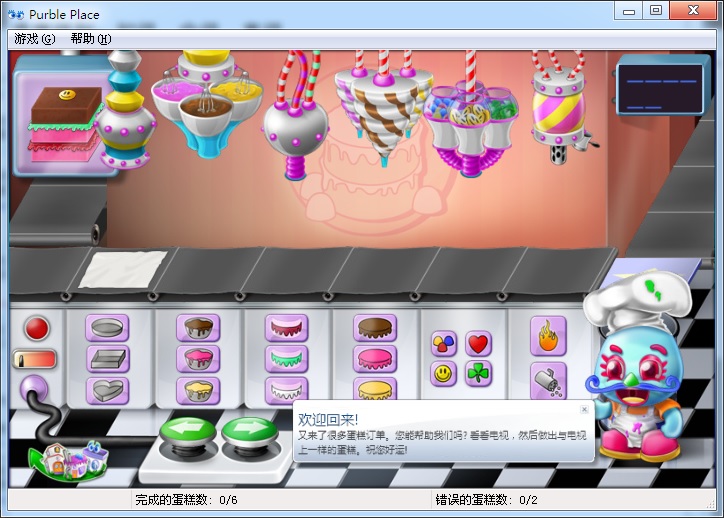 Purble Place
游戏(G) 帮助(H)
欢迎回来!
又来了很多蛋糕订单。您能帮助我们吗? 看看电视，然后做出与电视
上一样的蛋糕。祝您好运!
完成的蛋糕数: 0/6 错误的蛋糕数: 0/2